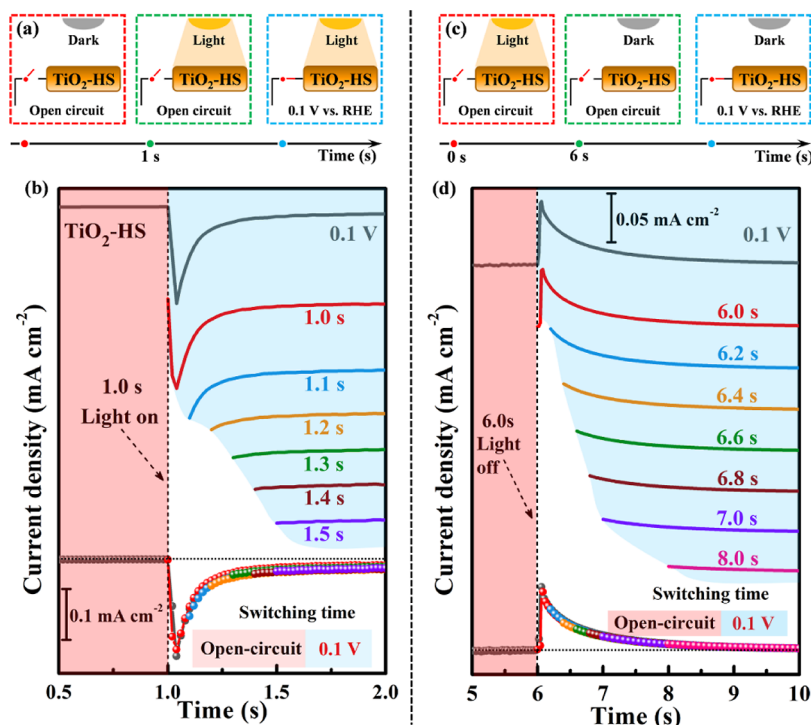 (a)
Dark
TiO2-HS
Open circuit
Light
TiO2-HS
Open circuit
Light
TiO2-HS
0.1 V vs. RHE
1 s
Time (s)
(c)
Light
TiO2-HS
Open circuit
Dark
TiO2-HS
Open circuit
Dark
TiO2-HS
0.1 V vs. RHE
0 s
6 s
Time (s)
(b)
TiO2-HS
0.1 V
1.0 s
1.1 s
1.2 s
1.3 s
1.4 s
1.5 s
1.0 s
Light on
0.1 mA cm-2
Switching time
Open-circuit
0.1 V
Current density (mA cm-2)
0.5
1.0
1.5
2.0
Time (s)
(d)
0.05 mA cm-2
0.1 V
6.0 s
6.2 s
6.4 s
6.6 s
6.8 s
7.0 s
8.0 s
6.0s
Light
off
Switching time
Open-circuit
0.1 V
Current density (mA cm-2)
5
6
7
8
9
10
Time (s)